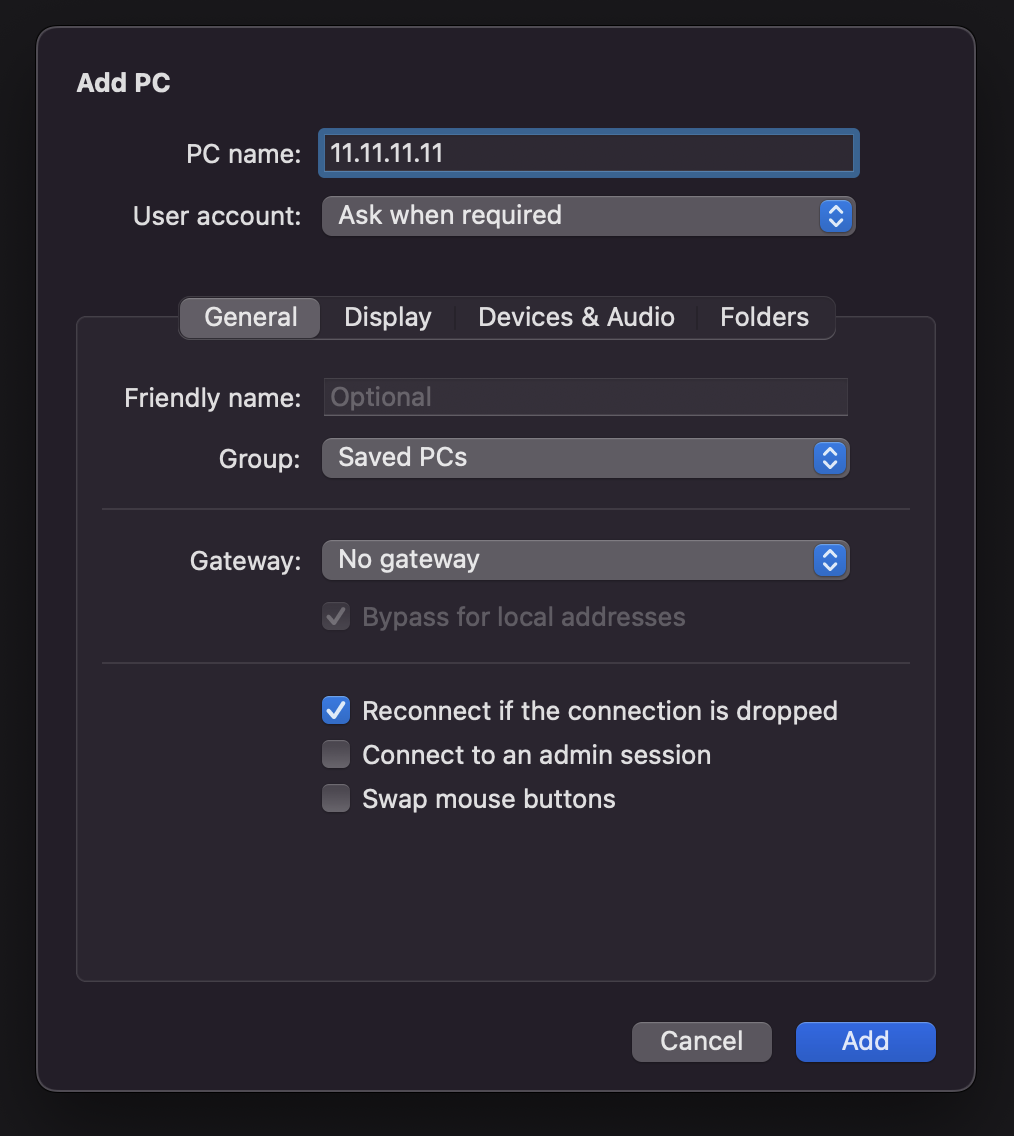 Add PC
PC name: 11.11.11.11
User account: Ask when required
General Display Devices & Audio Folders
Friendly name: Optional
Group: Saved PCs
Gateway: No gateway
Bypass for local addresses
Reconnect if the connection is dropped
Connect to an admin session
Swap mouse buttons
Cancel Add